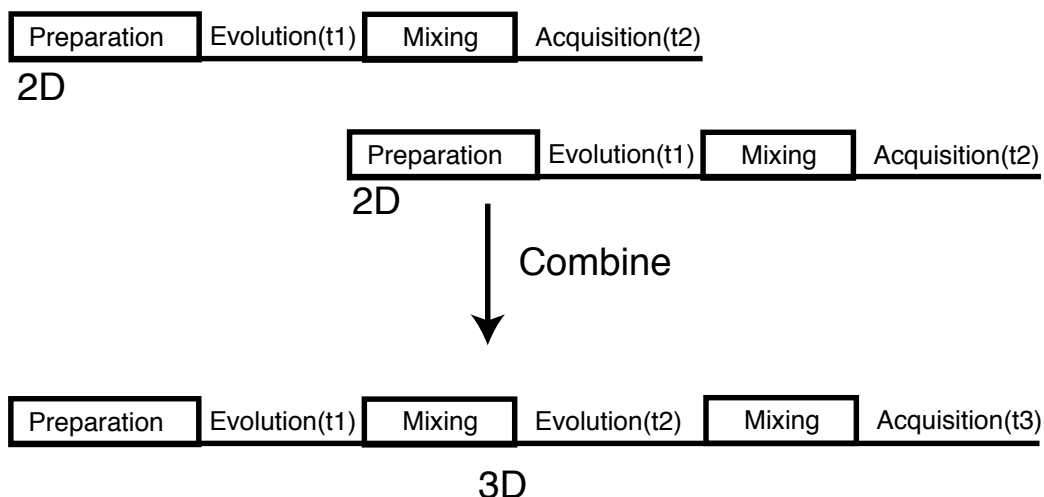 Preparation Evolution(t1) Mixing Acquisition(t2)
2D
Preparation Evolution(t1) Mixing Acquisition(t2)
2D
Combine
Preparation Evolution(t1) Mixing Evolution(t2) Mixing Acquisition(t3)
3D